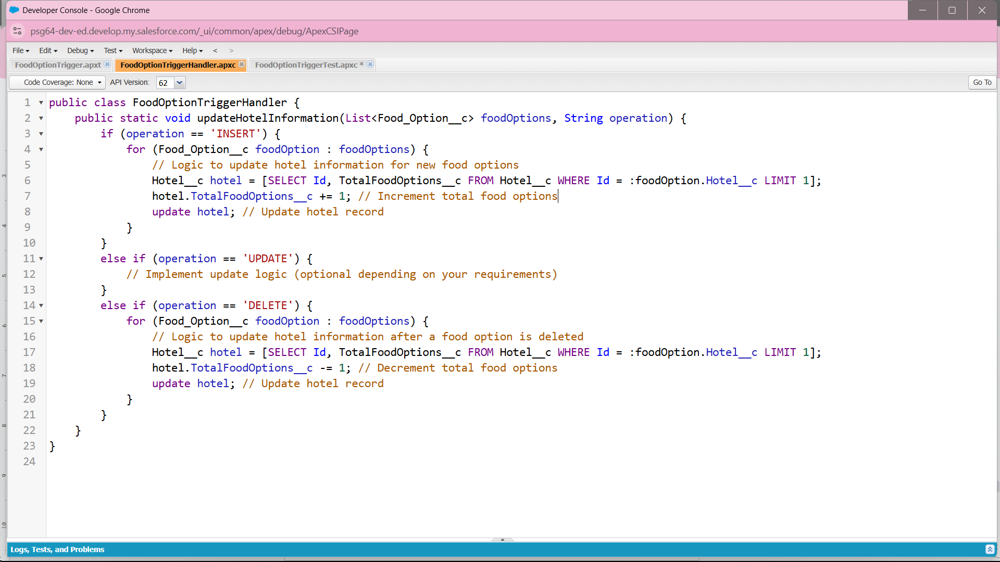 Developer Console - Google Chrome
psg64-dev-ed.develop.my.salesforce.com/_ui/common/apex/debug/ApexCSIPage
File Edit Debug Test Workspace Help < >
FoodOptionTrigger.apxt FoodOptionTriggerHandler.apxc FoodOptionTriggerTest.apxc *
Code Coverage: None API Version: 62 Go To
1 public class FoodOptionTriggerHandler {
2     public static void updateHotelInformation(List<Food_Option__c> foodOptions, String operation) {
3         if (operation == 'INSERT') {
4             for (Food_Option__c foodOption : foodOptions) {
5                 // Logic to update hotel information for new food options
6                 Hotel__c hotel = [SELECT Id, TotalFoodOptions__c FROM Hotel__c WHERE Id = :foodOption.Hotel__c LIMIT 1];
7                 hotel.TotalFoodOptions__c += 1; // Increment total food options
8                 update hotel; // Update hotel record
9             }
10         }
11         else if (operation == 'UPDATE') {
12             // Implement update logic (optional depending on your requirements)
13         }
14         else if (operation == 'DELETE') {
15             for (Food_Option__c foodOption : foodOptions) {
16                 // Logic to update hotel information after a food option is deleted
17                 Hotel__c hotel = [SELECT Id, TotalFoodOptions__c FROM Hotel__c WHERE Id = :foodOption.Hotel__c LIMIT 1];
18                 hotel.TotalFoodOptions__c -= 1; // Decrement total food options
19                 update hotel; // Update hotel record
20             }
21         }
22     }
23 }
24
Logs, Tests, and Problems
3
4
5
6
7
8
9
10